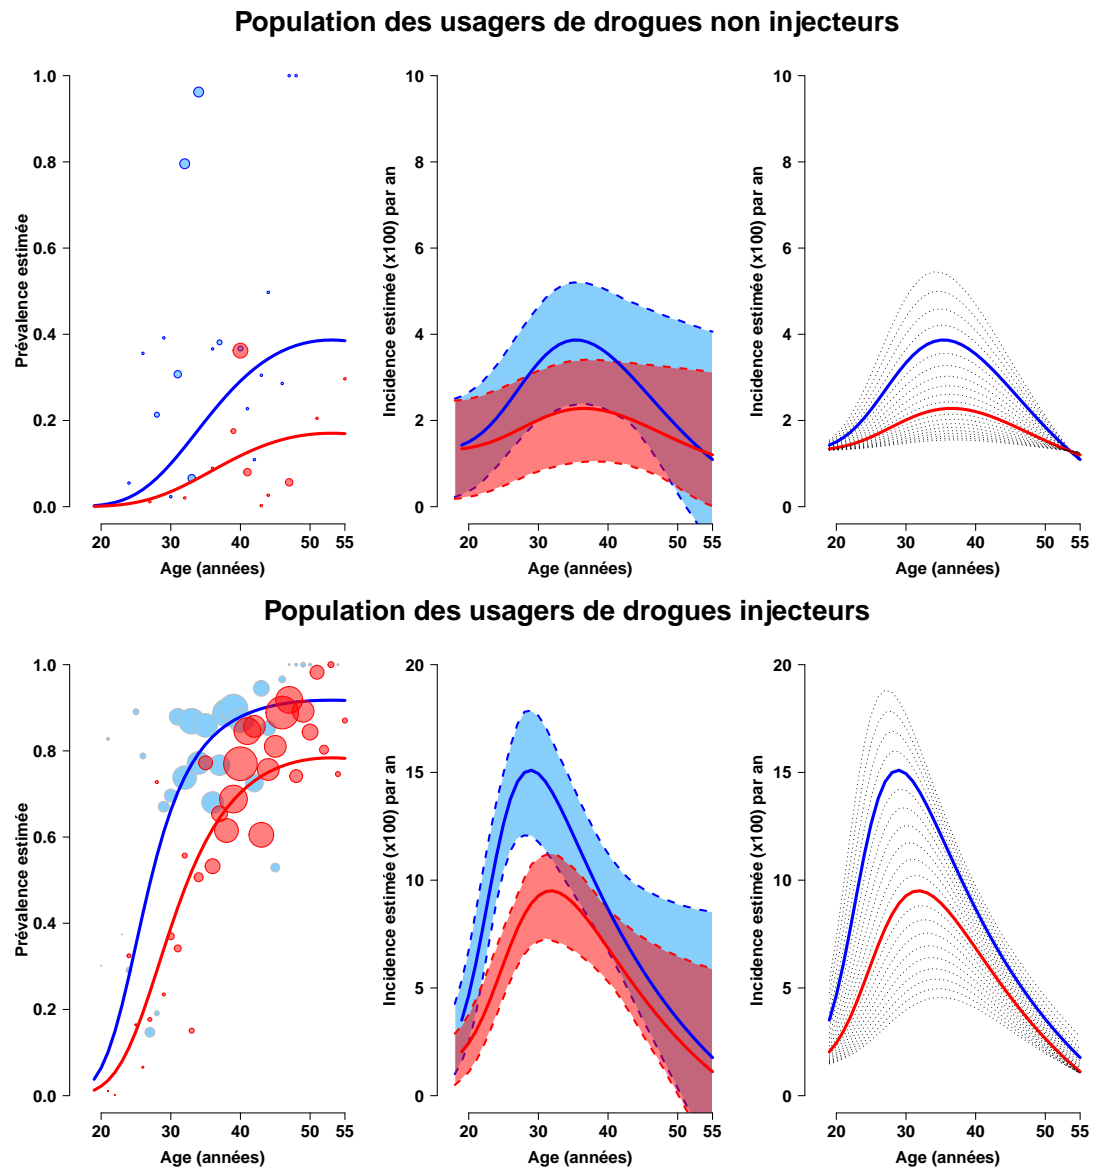 Population des usagers de drogues non injecteurs
Prévalence estimée
1.0
0.8
0.6
0.4
0.2
0.0
20 30 40 50 55
Age (années)
Incidence estimée (x100) par an
10
8
6
4
2
0
20 30 40 50 55
Age (années)
Incidence estimée (x100) par an
10
8
6
4
2
0
20 30 40 50 55
Age (années)
Population des usagers de drogues injecteurs
Prévalence estimée
1.0
0.8
0.6
0.4
0.2
0.0
20 30 40 50 55
Age (années)
Incidence estimée (x100) par an
20
15
10
5
0
20 30 40 50 55
Age (années)
Incidence estimée (x100) par an
20
15
10
5
0
20 30 40 50 55
Age (années)